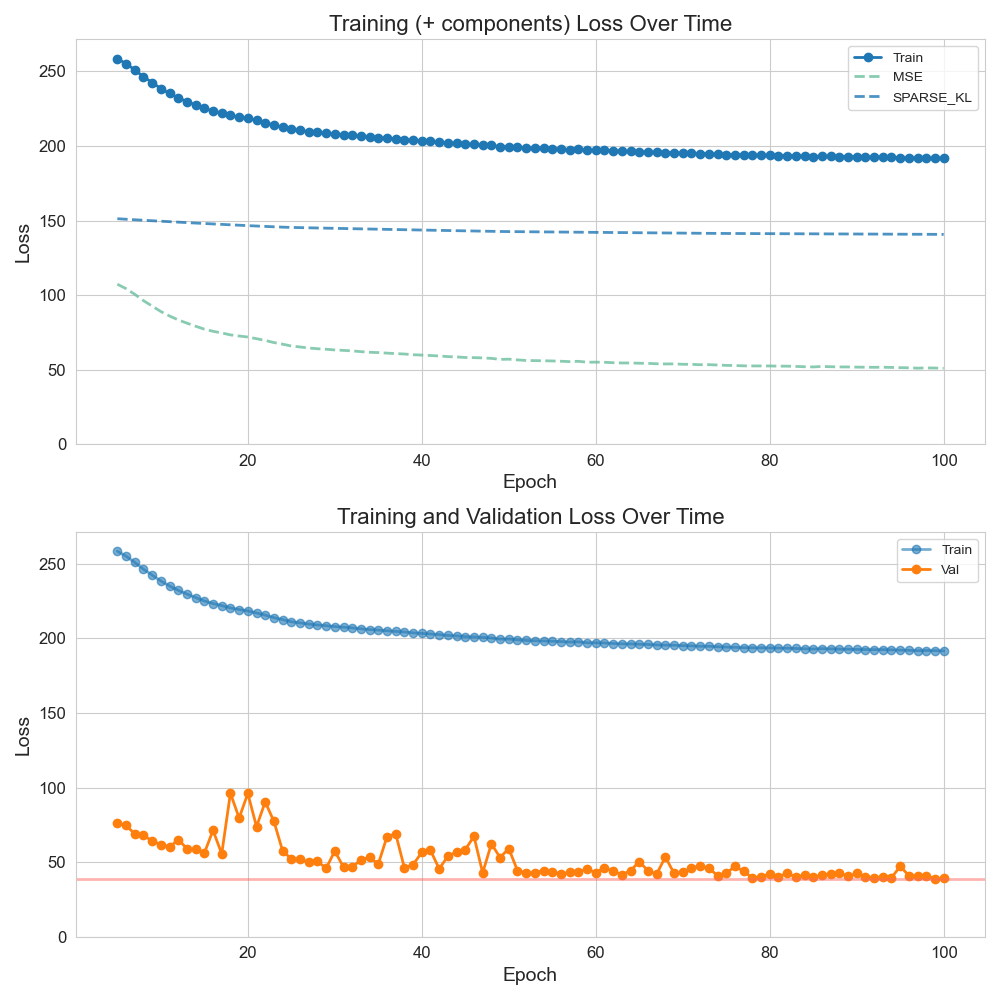 Training (+ components) Loss Over Time
250
200
150
100
50
0
Loss
Train
MSE
SPARSE_KL
20 40 60 80 100
Epoch
Training and Validation Loss Over Time
250
200
150
100
50
0
Loss
Train
Val
20 40 60 80 100
Epoch